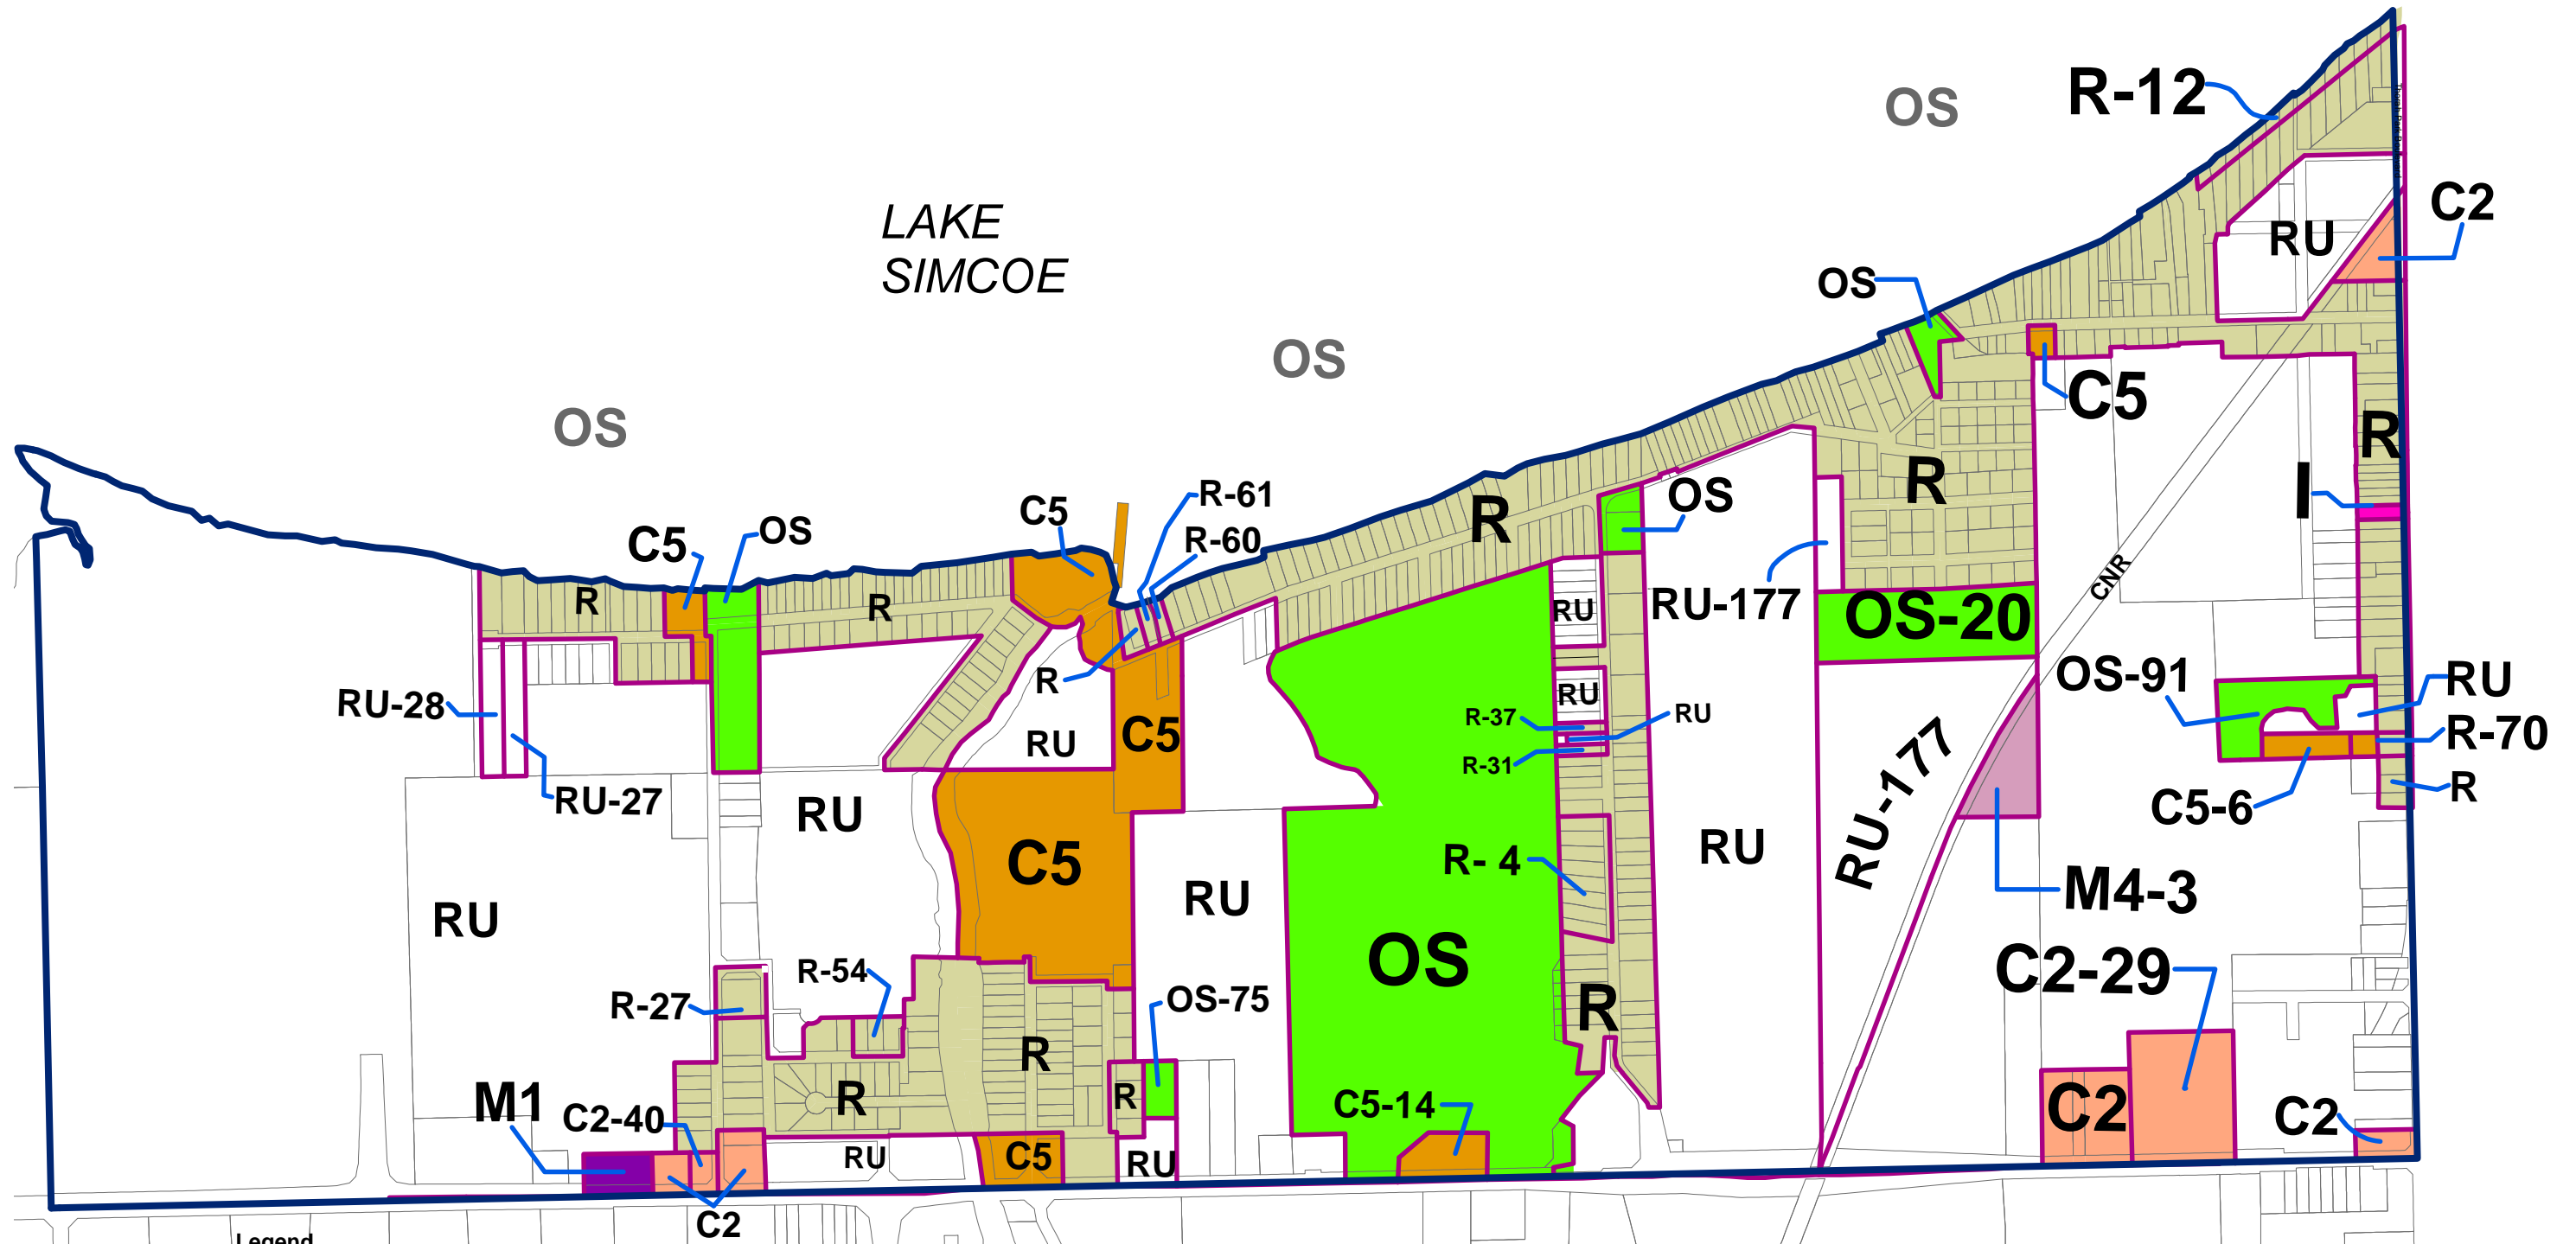 OS
R-12
C2
LAKE
SIMCOE
RU
OS
OS
C5
OS
R
R
I
R-61
R
OS
C5
C5
OS
R-60
CNR
R
R
RU
RU-177
OS-20
R
OS-91
RU
RU
RU-28
R-37
RU
C5
RU
R-70
R-31
RU-177
RU-27
R
C5-6
RU
RU
C5
R- 4
M4-3
RU
RU
OS
C2-29
R-54
R-27
OS-75
R
R
R
R
M1
C2-40
C5-14
C2
C2
RU
C5
RU
C2
Legend